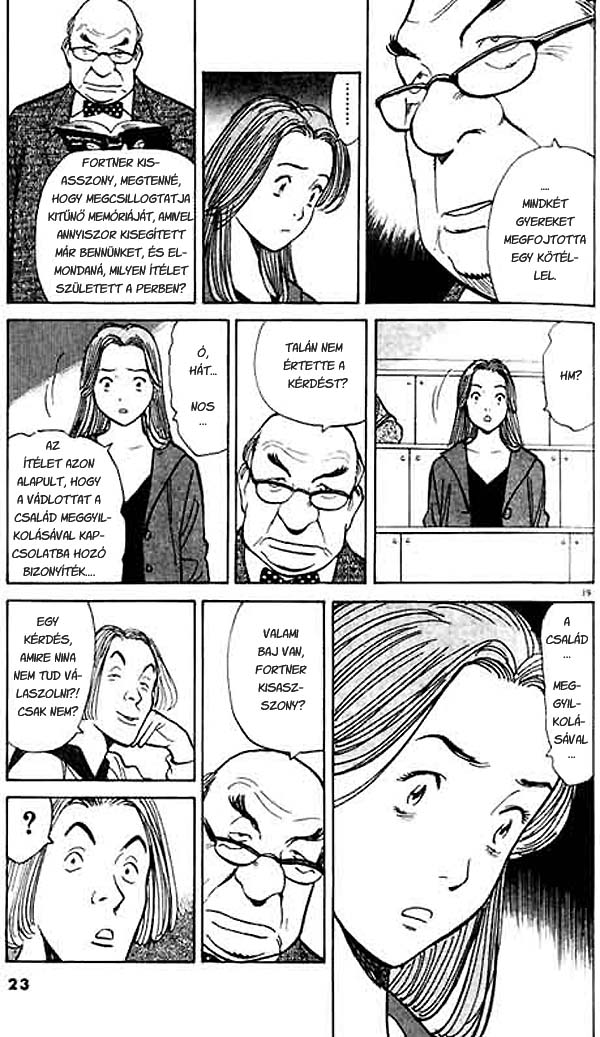 ....
MINDKÉT
GYEREKET
MEGFOJTOTTA
EGY KÖTÉL-
LEL.
........
FORTNER KIS-
ASSZONY, MEGTENNÉ,
HOGY MEGCSILLOGTATJA
KITŰNŐ MEMÓRIÁJÁT, AMIVEL
ANNYISZOR KISEGÍTETT
MÁR BENNÜNKET, ÉS EL-
MONDANÁ, MILYEN ÍTÉLET
SZÜLETETT A PERBEN?
HM?
TALÁN NEM
ÉRTETTE A
KÉRDÉST?
Ó,
HÁT...
NOS
...
AZ
ÍTÉLET AZON
ALAPULT, HOGY
A VÁDLOTTAT A
CSALÁD MEGGYIL-
KOLÁSÁVAL KAP-
CSOLATBA HOZÓ
BIZONYÍTÉK....
19
A
CSALÁD
...
MEG-
GYIL-
KOLÁ-
SÁVAL
...
VALAMI
BAJ VAN,
FORTNER
KISASZ-
SZONY?
EGY
KÉRDÉS,
AMIRE NINA
NEM TUD VÁ-
LASZOLNI?!
CSAK NEM?
?
23